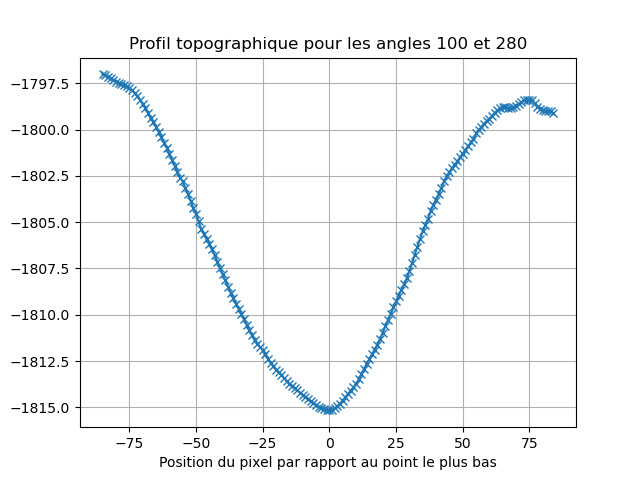 Profil topographique pour les angles 100 et 280
−1797.5
−1800.0
−1802.5
−1805.0
−1807.5
−1810.0
−1812.5
−1815.0
−75 −50 −25 0 25 50 75
Position du pixel par rapport au point le plus bas